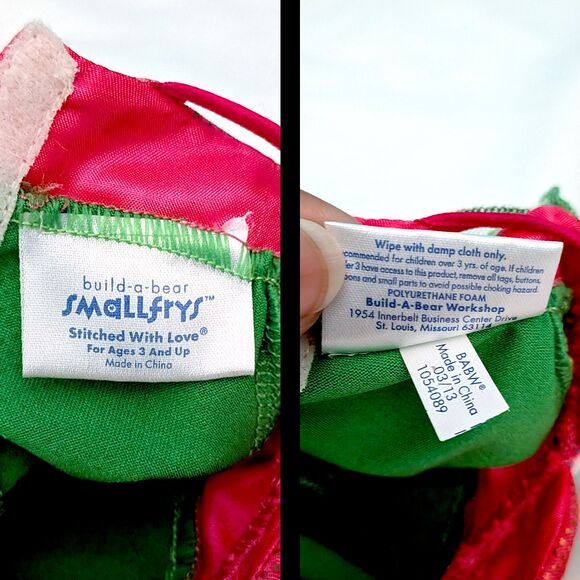 build-a-bear
smallfrys™
Stitched With Love®
For Ages 3 and Up
Made in China
Wipe with damp cloth only.
commended for children over 3 yrs. of age. If children
3 have access to this product, remove all tags, buttons,
and small parts to avoid possible choking hazard.
POLYURETHANE FOAM
Build-A-Bear Workshop
1954 Innerbelt Business Center Drive
St. Louis, Missouri 63114
BABW®
Made in China
03/13
1054089